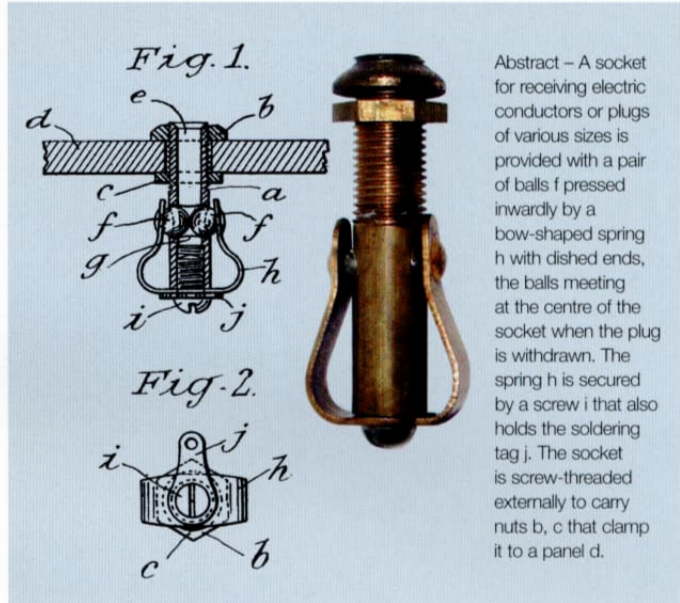 Fig. 1.
e
d
b
c
a
f
f
g
h
i
j
Fig. 2.
j
i
h
c
b
Abstract – A socket
for receiving electric
conductors or plugs
of various sizes is
provided with a pair
of balls f pressed
inwardly by a
bow-shaped spring
h with dished ends,
the balls meeting
at the centre of the
socket when the plug
is withdrawn. The
spring h is secured
by a screw i that also
holds the soldering
tag j. The socket
is screw-threaded
externally to carry
nuts b, c that clamp
it to a panel d.